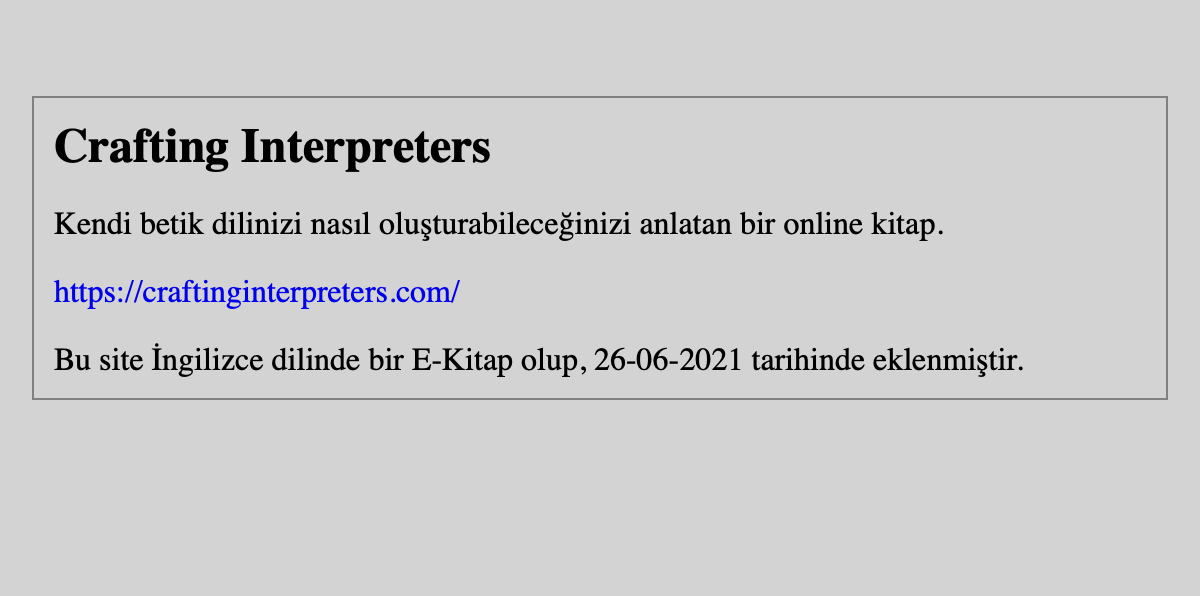 Crafting Interpreters
Kendi betik dilinizi nasıl oluşturabileceğinizi anlatan bir online kitap.
https://craftinginterpreters.com/
Bu site İngilizce dilinde bir E-Kitap olup, 26-06-2021 tarihinde eklenmiştir.